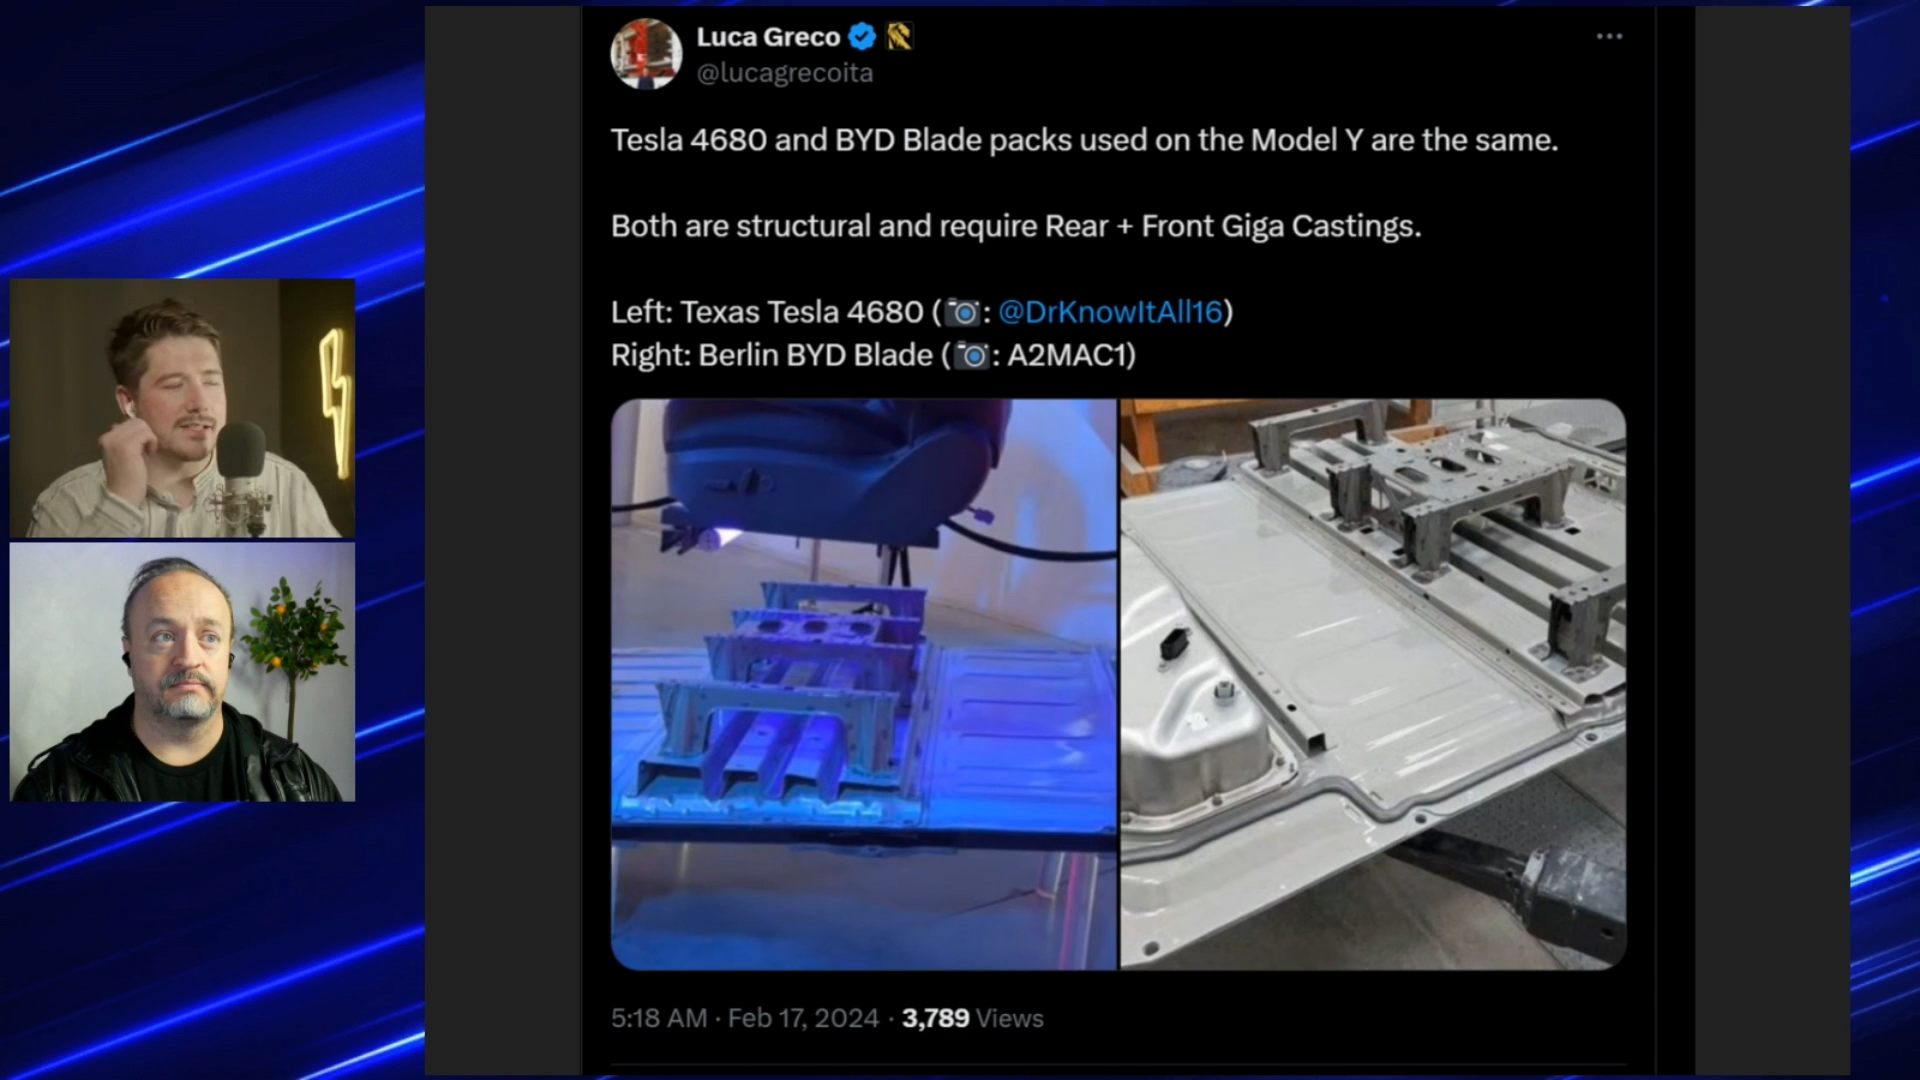 Luca Greco
@lucagrecoita
Tesla 4680 and BYD Blade packs used on the Model Y are the same.
Both are structural and require Rear + Front Giga Castings.
Left: Texas Tesla 4680 (📷: @DrKnowItAll16)
Right: Berlin BYD Blade (📷: A2MAC1)
5:18 AM · Feb 17, 2024 · 3,789 Views